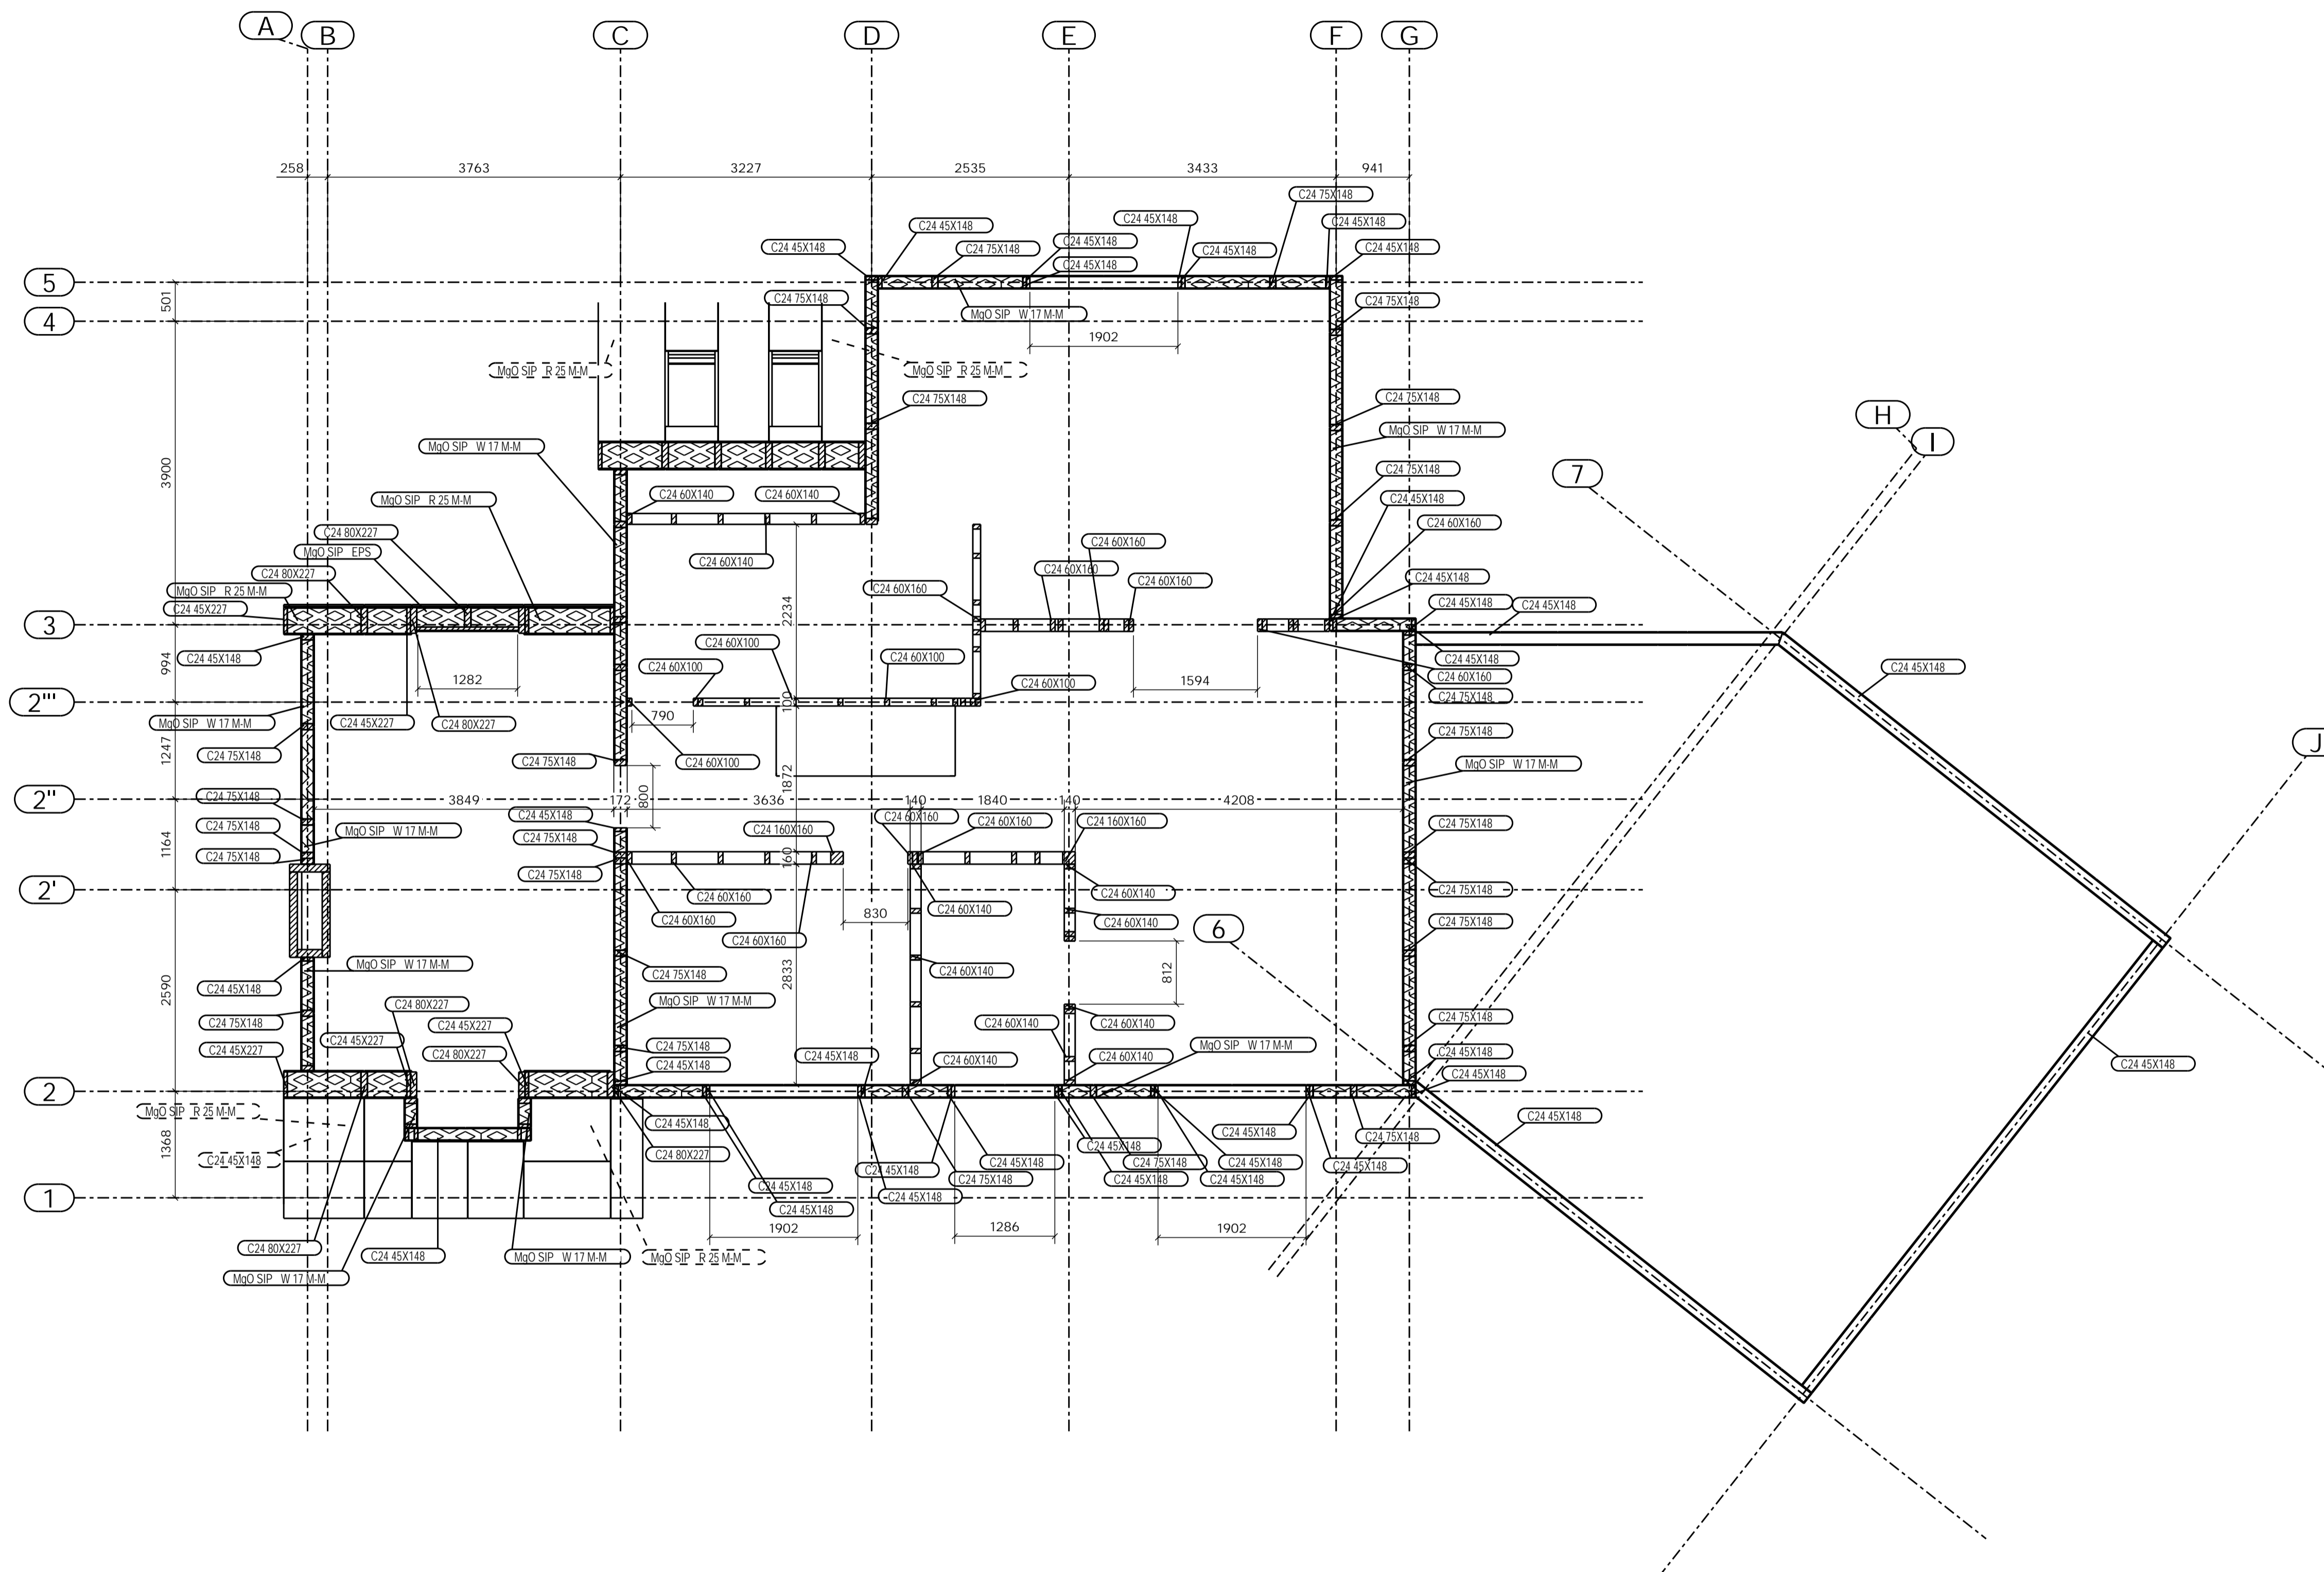 A
B
C
D
E
F
G
258
3763
3227
2535
3433
941
C24 75X148
C24 45X148
C24 45X148
C24 45X148
C24 45X148
C24 45X148
C24 75X148
C24 45X148
C24 45X148
C24 45X148
5
501
C24 75X148
C24 75X148
MgO SIP W 17 M-M
4
1902
MgO SIP R 25 M-M
MgO SIP R 25 M-M
C24 75X148
C24 75X148
H
I
MgO SIP W 17 M-M
MgO SIP W 17 M-M
3900
C24 75X148
7
MgO SIP R 25 M-M
C24 60X140
C24 60X140
C24 45X148
C24 60X160
C24 80X227
C24 60X160
MgO SIP EPS
C24 60X140
C24 80X227
C24 60X160
C24 60X160
C24 45X148
MgO SIP R 25 M-M
C24 60X160
C24 45X227
2234
C24 45X148
C24 45X148
3
C24 60X100
C24 45X148
994
C24 45X148
C24 60X100
C24 60X100
C24 45X148
C24 60X160
1282
C24 60X100
1594
C24 75X148
2'''
100
790
MgO SIP W 17 M-M
C24 45X227
C24 80X227
C24 75X148
J
1247
C24 75X148
C24 75X148
C24 60X100
MgO SIP W 17 M-M
1872
800
2''
C24 75X148
3849
172
3636
140
1840
140
4208
C24 45X148
C24 60X160
C24 60X160
C24 160X160
C24 75X148
C24 75X148
MgO SIP W 17 M-M
C24 160X160
C24 75X148
1164
C24 75X148
160
C24 75X148
2'
C24 60X160
C24 60X140
C24 75X148
C24 60X140
830
C24 60X160
C24 60X140
C24 75X148
6
C24 60X160
MgO SIP W 17 M-M
C24 75X148
C24 60X140
812
2590
C24 45X148
2833
MgO SIP W 17 M-M
C24 80X227
C24 75X148
C24 45X227
C24 60X140
C24 60X140
C24 75X148
C24 45X227
C24 45X227
C24 80X227
C24 75X148
C24 45X148
C24 60X140
C24 60X140
MgO SIP W 17 M-M
C24 45X148
C24 45X148
C24 45X148
C24 45X148
2
MgO SIP R 25 M-M
C24 45X148
C24 45X148
C24 75X148
C24 45X148
1368
C24 45X148
C24 80X227
C24 45X148
C24 45X148
C24 75X148
C24 45X148
C24 45X148
C24 45X148
C24 75X148
C24 45X148
C24 45X148
1
C24 45X148
C24 45X148
C24 45X148
1902
1286
1902
C24 80X227
C24 45X148
MgO SIP W 17 M-M
MgO SIP R 25 M-M
MgO SIP W 17 M-M